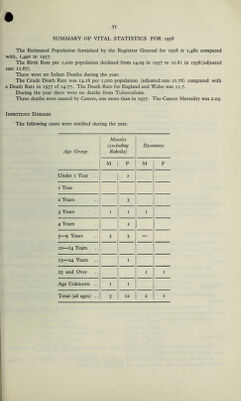 51
SUMMARY OF VITAL STATISTICS FOR 1958
The Estimated Population furnished by the Registrar General for 1958 is 1,480 compared
with, 1,490 in 1957.
The Birth Rate per 1,000 population declined from 14.09 in 1957 to 10.81 in 1958 (adjusted
rate 11.67).
There were no Infant Deaths during the year.
The Crude Death Rate was 14.18 per 1,000 population (adjusted rate 10.78) compared with
a Death Rate in 1957 of 14.77. The Death Rate for England and Wales was 11.7.
During the year there were no deaths from Tuberculosis.
Three deaths were caused by Cancer, one more than in 1957. The Cancer Mortality was 2.03.
INFECTIOUS DISEASE
The following cases were notified during the year.
Age Group Measles (excluding Rubella) Dysentery
M F M F
Under 1 Year .. 2
1 Year
2 Years .. 3
3 Years .. 1 1 1
4 Years .. 2
5—9 Years .. 3 3 —
10—14 Years ..
15—24 Years .. 1
25 and Over .. 1 1
Age Unknown .. 1 1
Total (all ages) .. 5 12 2 1